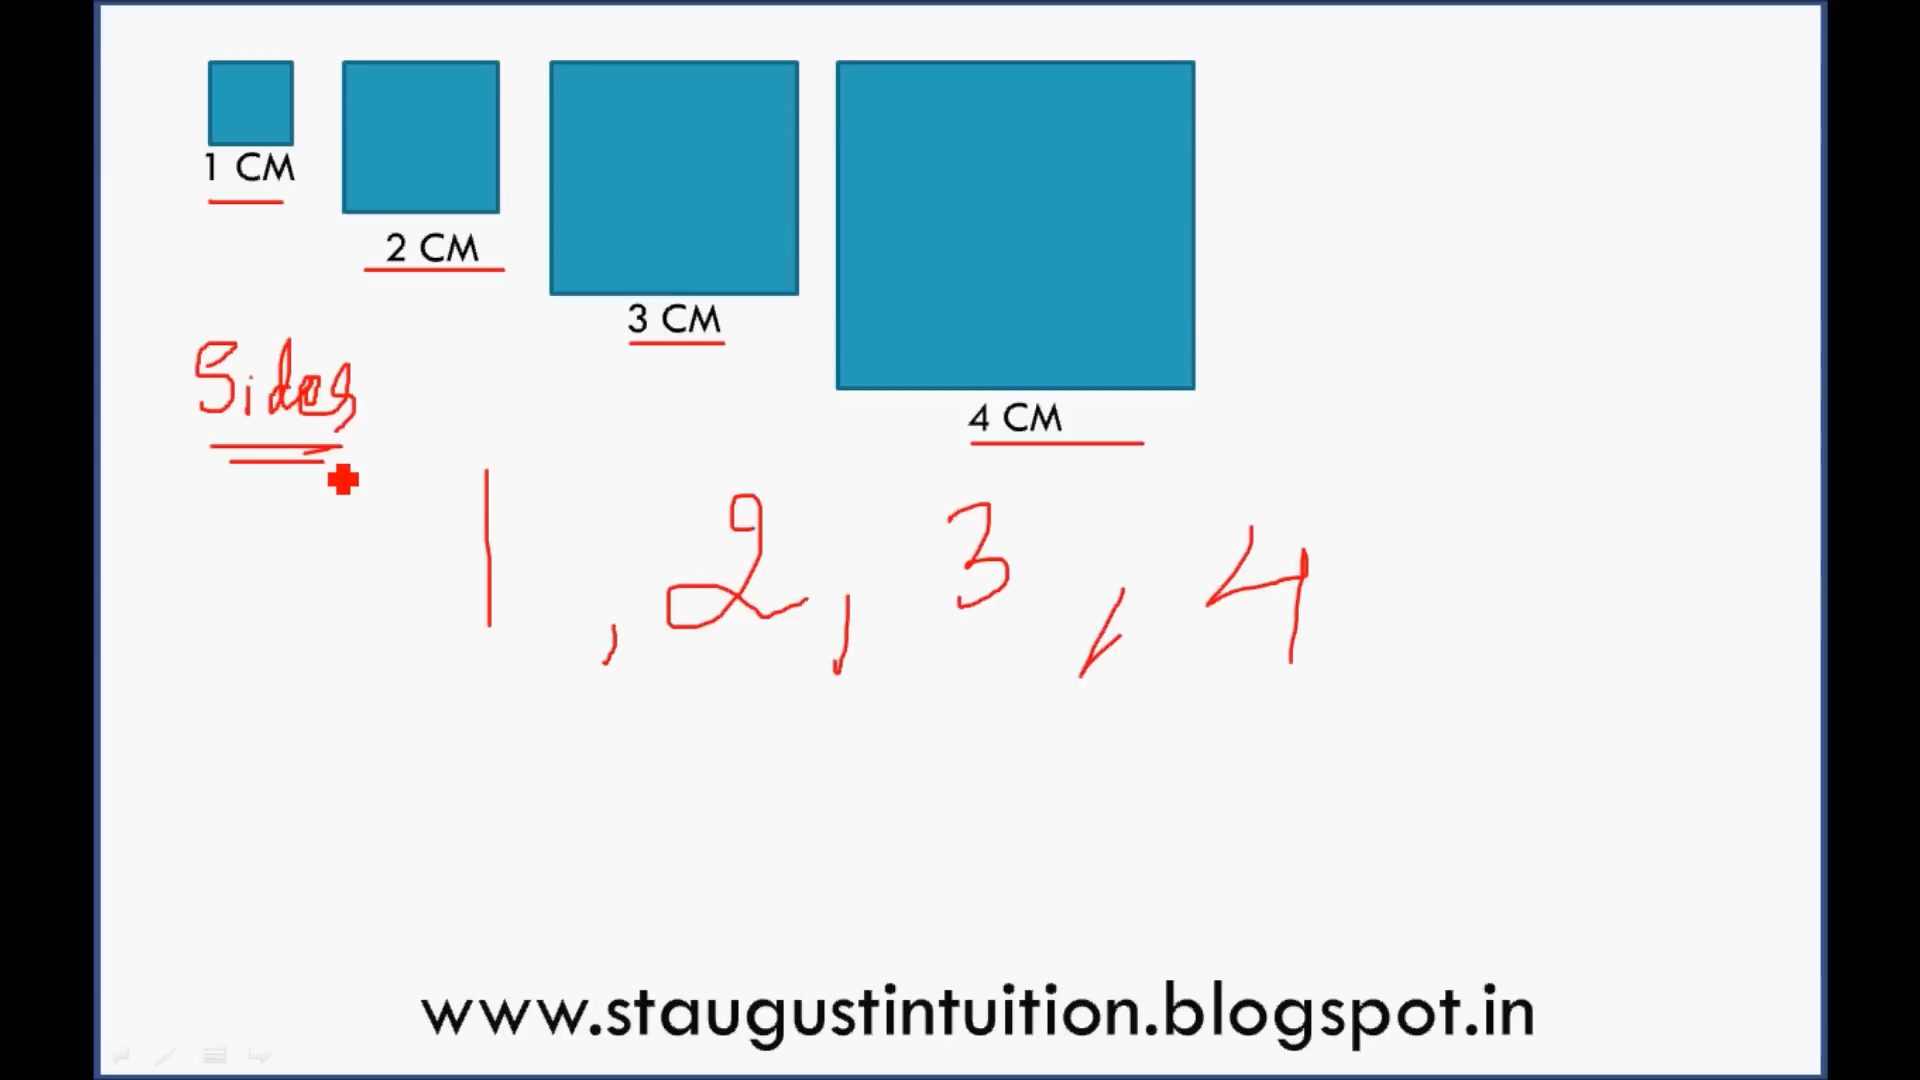 1 CM
2 CM
3 CM
4 CM
Sides
1 , 2 , 3 , 4
www.staugustintuition.blogspot.in